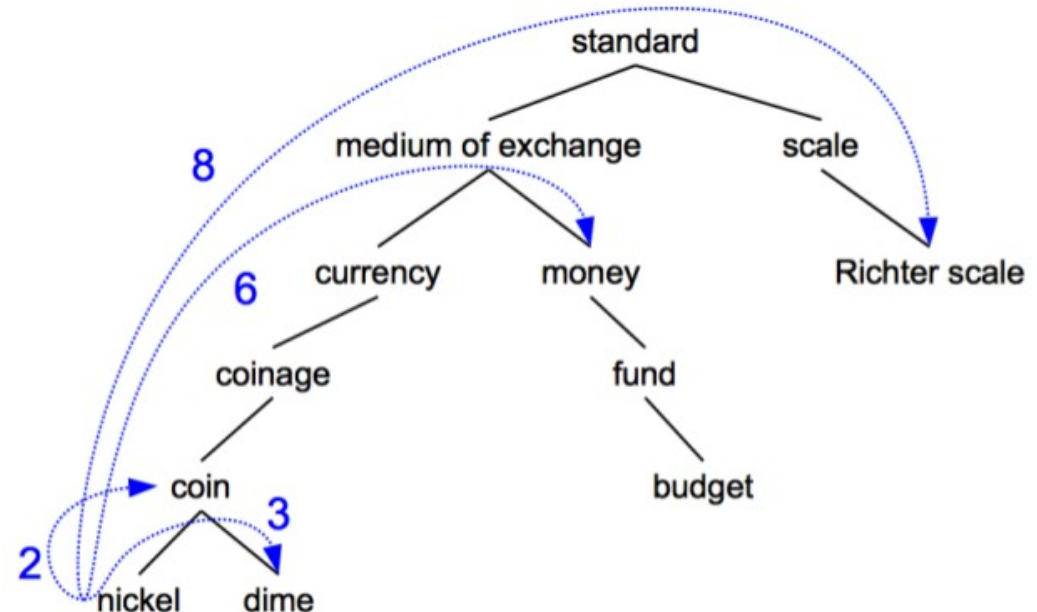 standard
8
medium of exchange
scale
6
currency
money
Richter scale
coinage
fund
coin
budget
3
2
nickel
dime